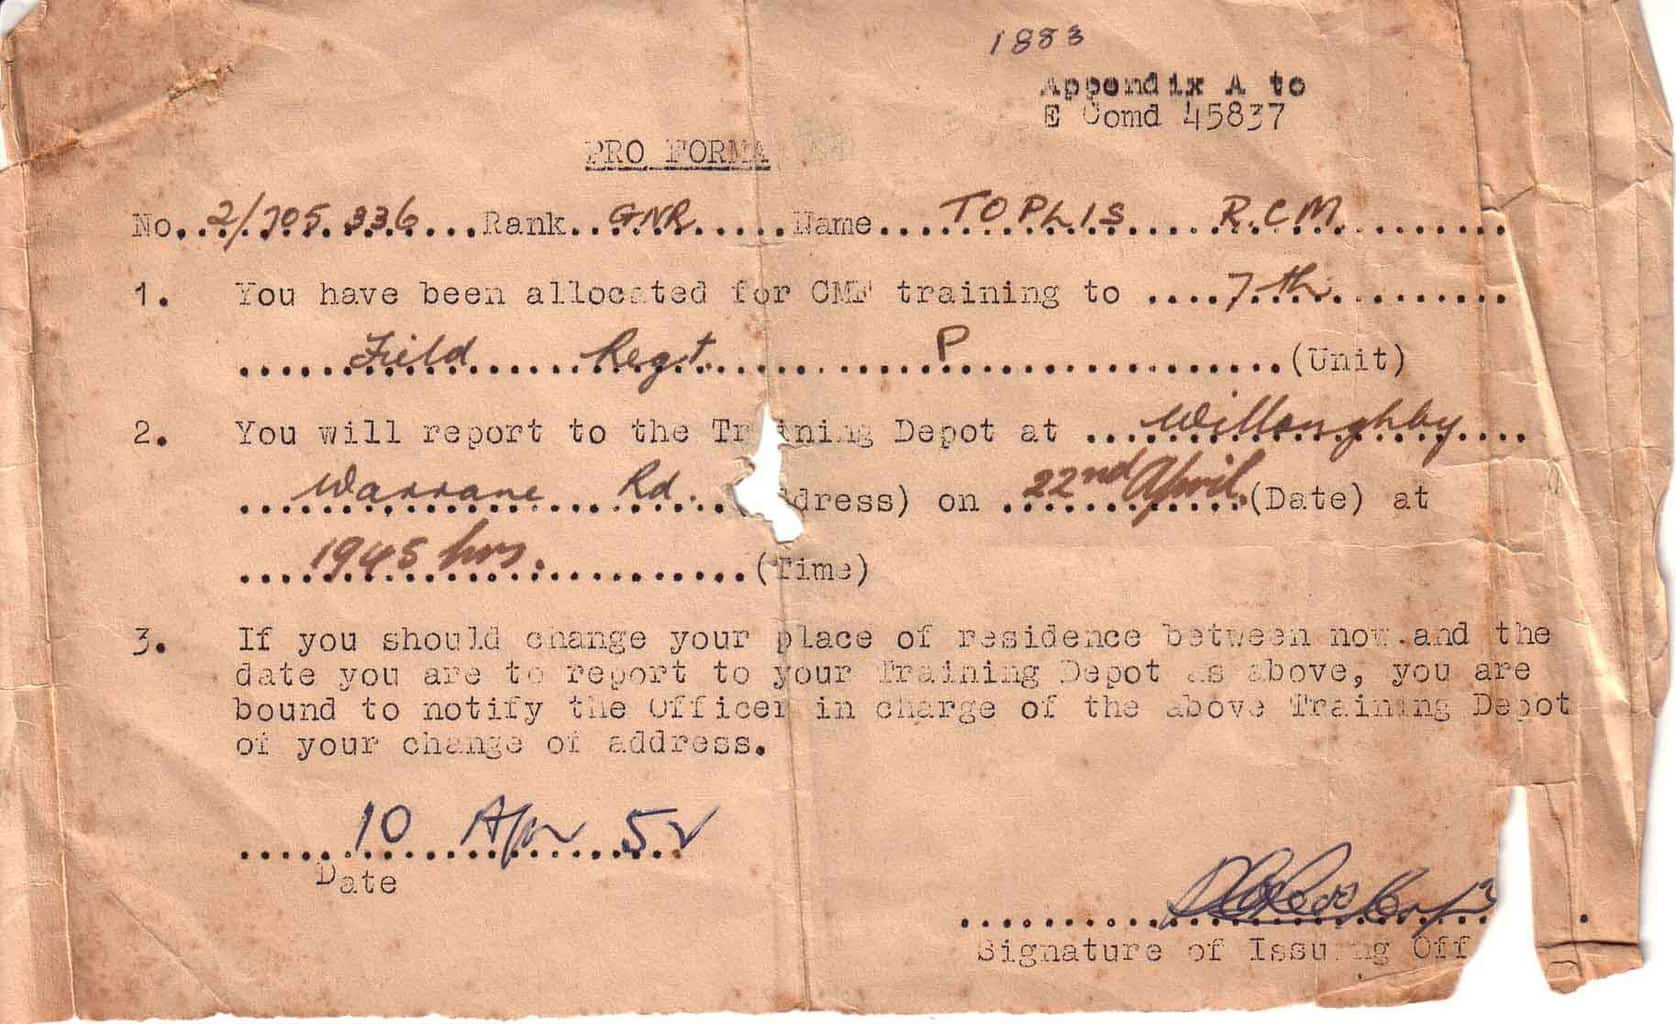 1883
Appendix A to
E Comd 45837
PRO FORMA
No. 2/705 336 Rank GNR Name TOPLIS R.C.M.
1. You have been allocated for CMF training to 7th
Field Regt. P (Unit)
2. You will report to the Training Depot at Willoughby
Warrane Rd. (Address) on 22nd April. (Date) at
1945 hrs. (Time)
3. If you should change your place of residence between now and the
date you are to report to your Training Depot as above, you are
bound to notify the Officer in charge of the above Training Depot
of your change of address.
10 Apr 52
Date
Signature of Issuing Off